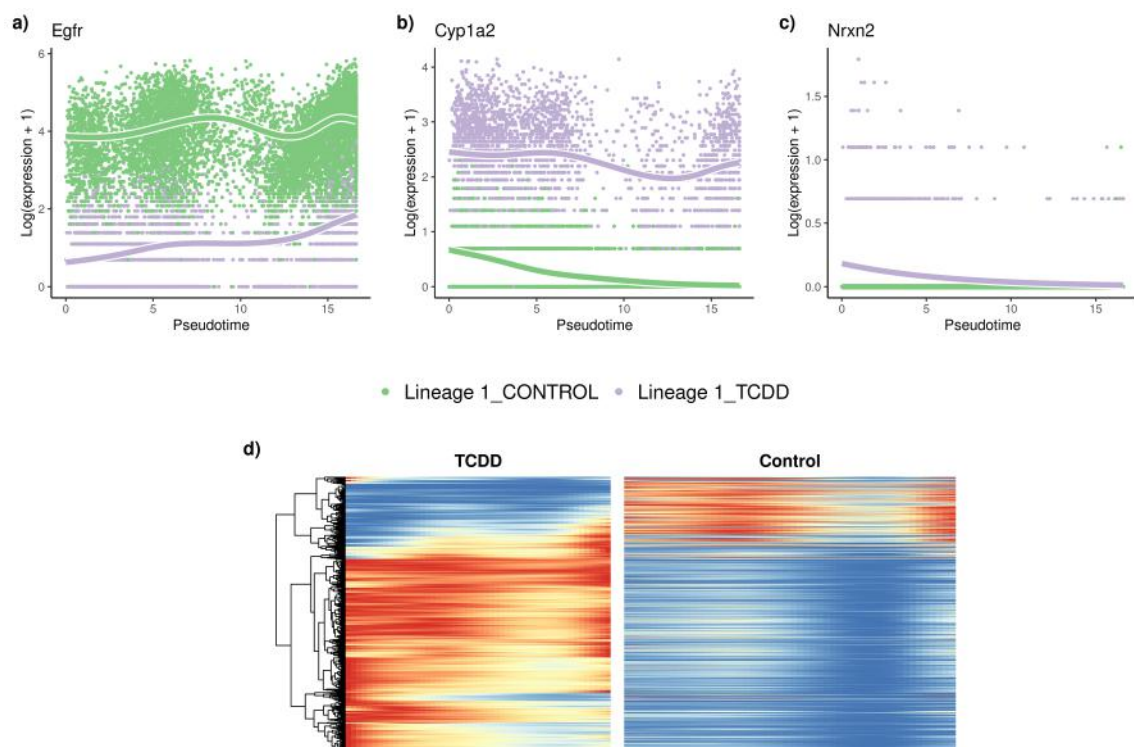 a)
Egfr
Log(expression + 1)
6
4
2
0
0 5 10 15
Pseudotime
b)
Cyp1a2
Log(expression + 1)
4
3
2
1
0
0 5 10 15
Pseudotime
c)
Nrxn2
Log(expression + 1)
1.5
1.0
0.5
0.0
0 5 10 15
Pseudotime
Lineage 1_CONTROL Lineage 1_TCDD
d)
TCDD Control